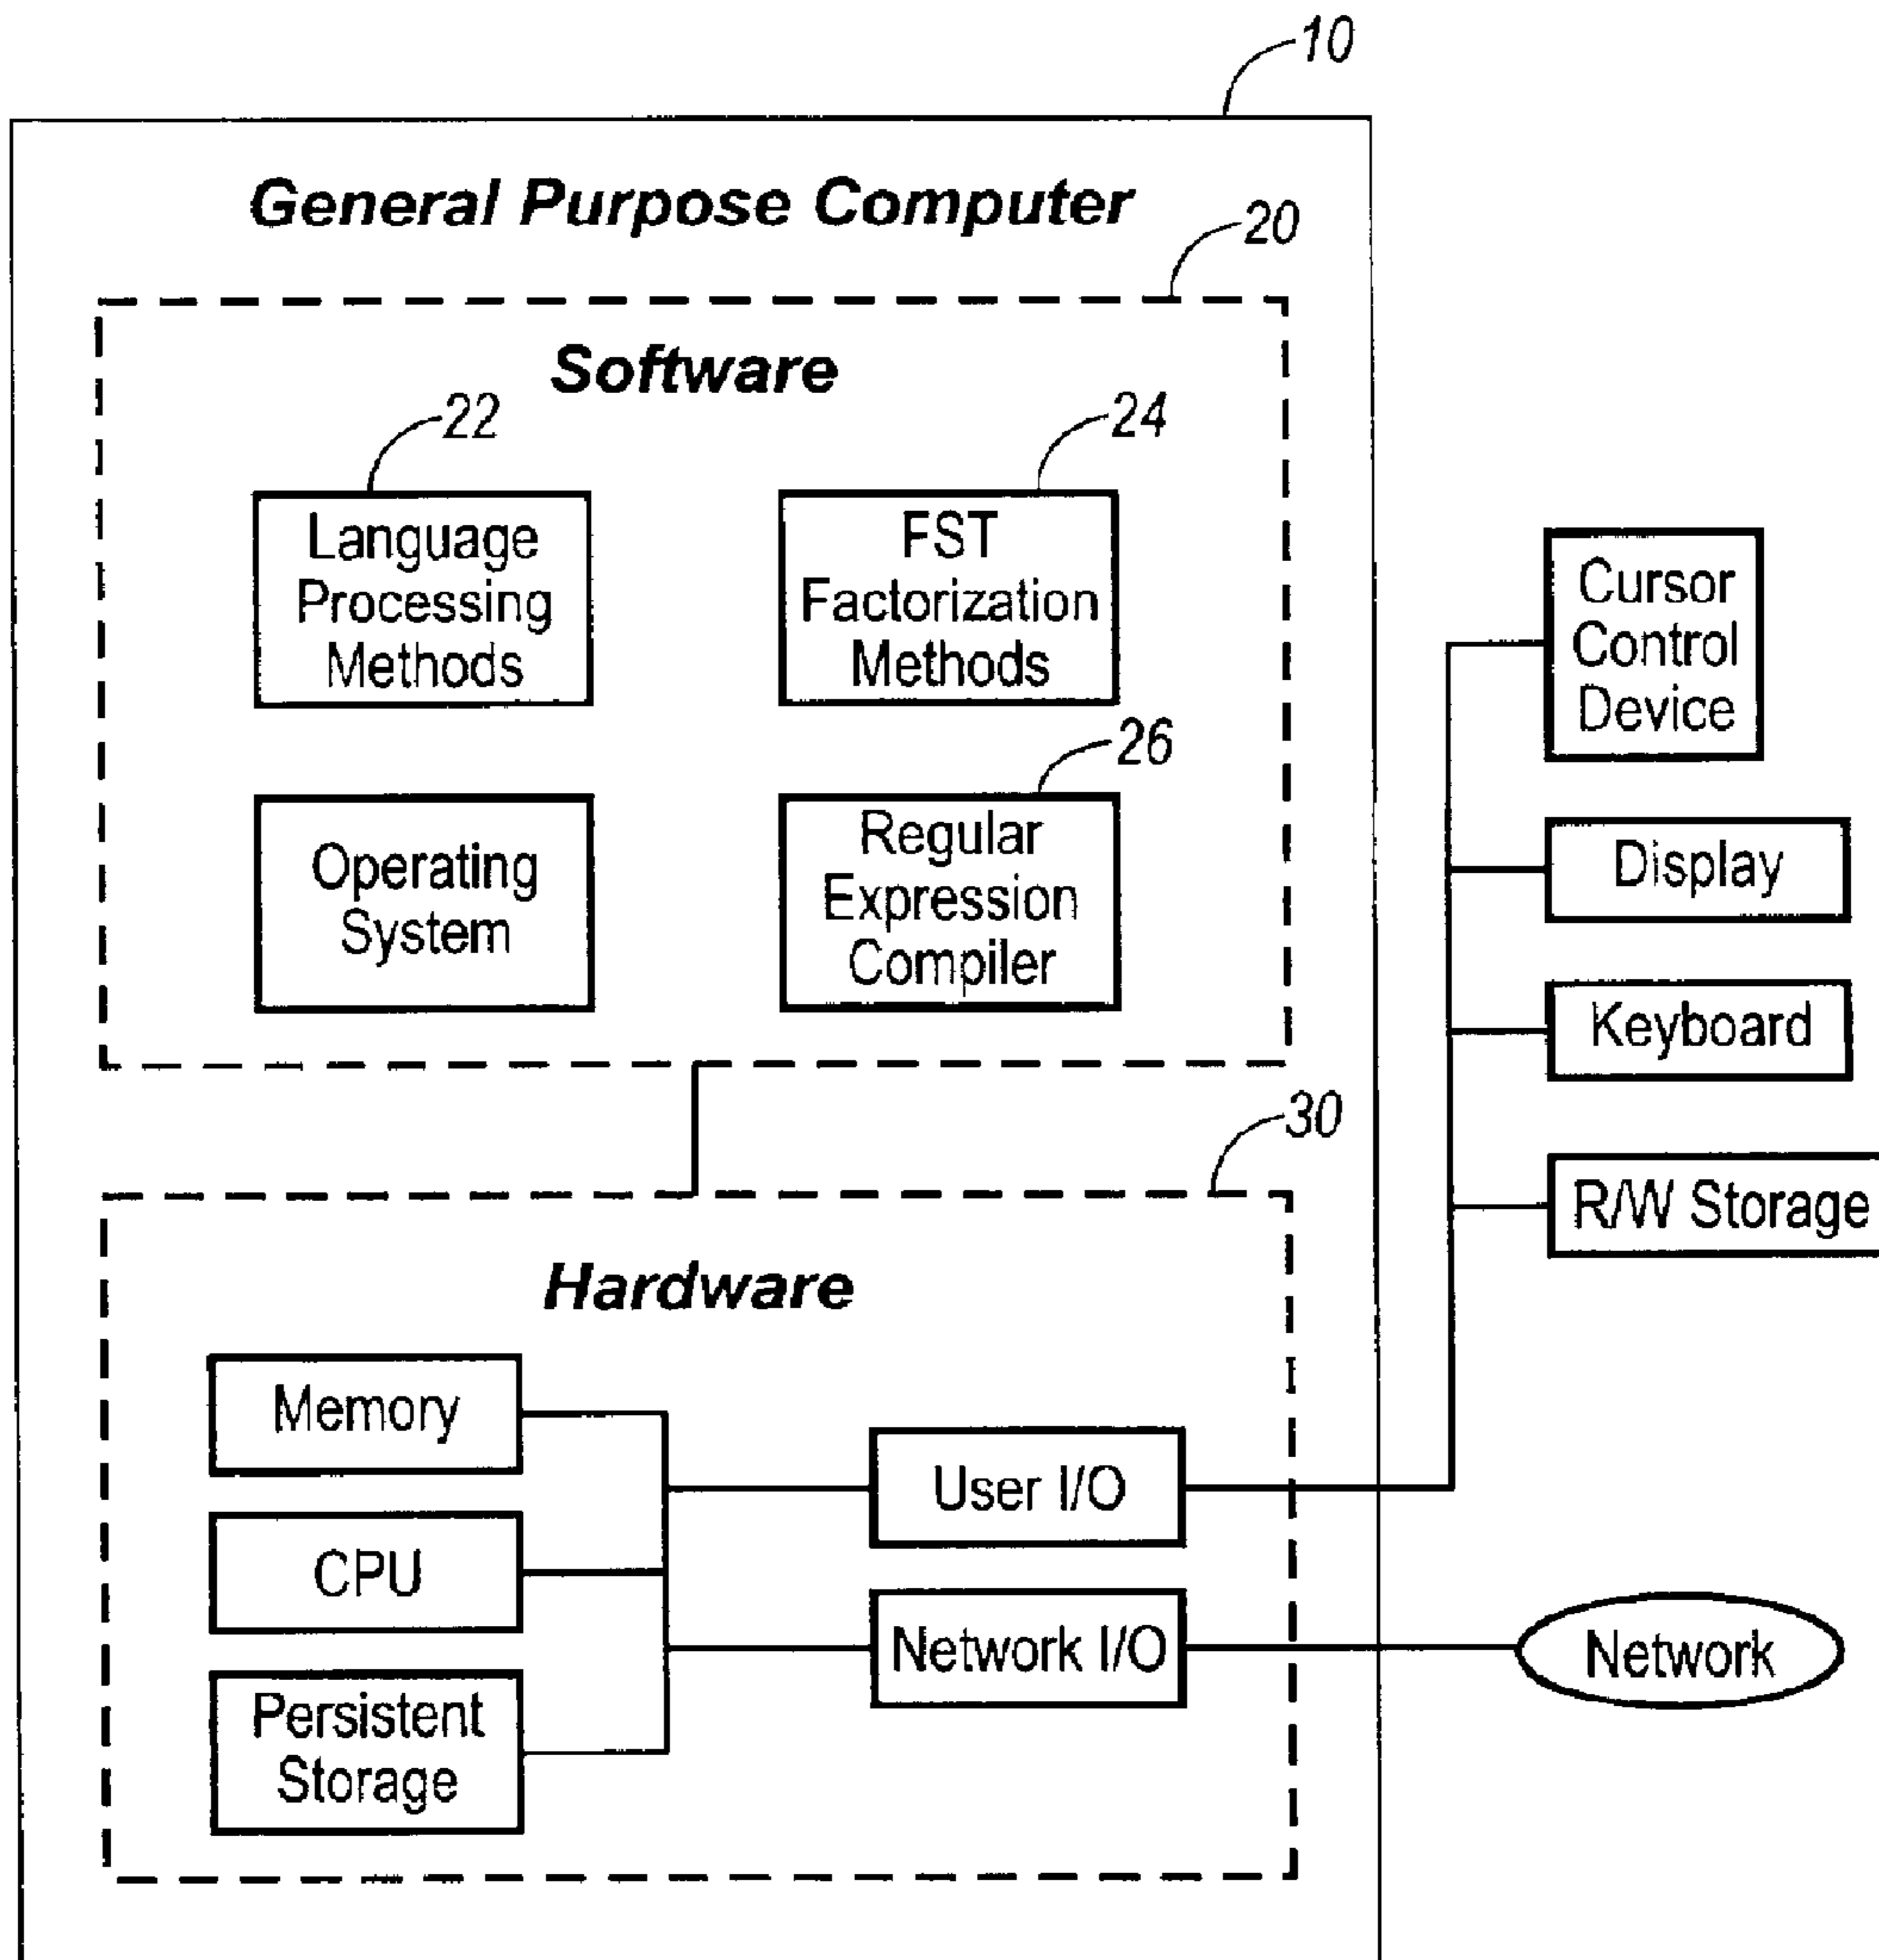 10
General Purpose Computer
20
Software
22
24
Language
Processing
Methods
FST
Factorization
Methods
26
Operating
System
Regular
Expression
Compiler
Cursor
Control
Device
Display
Keyboard
R/W Storage
30
Hardware
Memory
CPU
Persistent
Storage
User I/O
Network I/O
Network